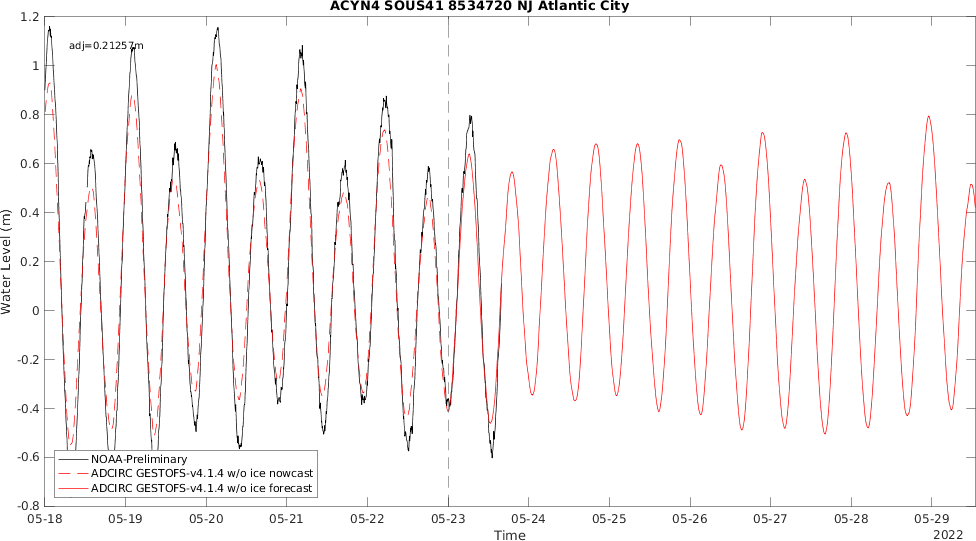 ACYN4 SOUS41 8534720 NJ Atlantic City
adj=0.21257m
1.2
1
0.8
0.6
0.4
0.2
0
-0.2
-0.4
-0.6
-0.8
Water Level (m)
NOAA-Preliminary
ADCIRC GESTOFS-v4.1.4 w/o ice nowcast
ADCIRC GESTOFS-v4.1.4 w/o ice forecast
05-18 05-19 05-20 05-21 05-22 05-23 05-24 05-25 05-26 05-27 05-28 05-29
Time
2022